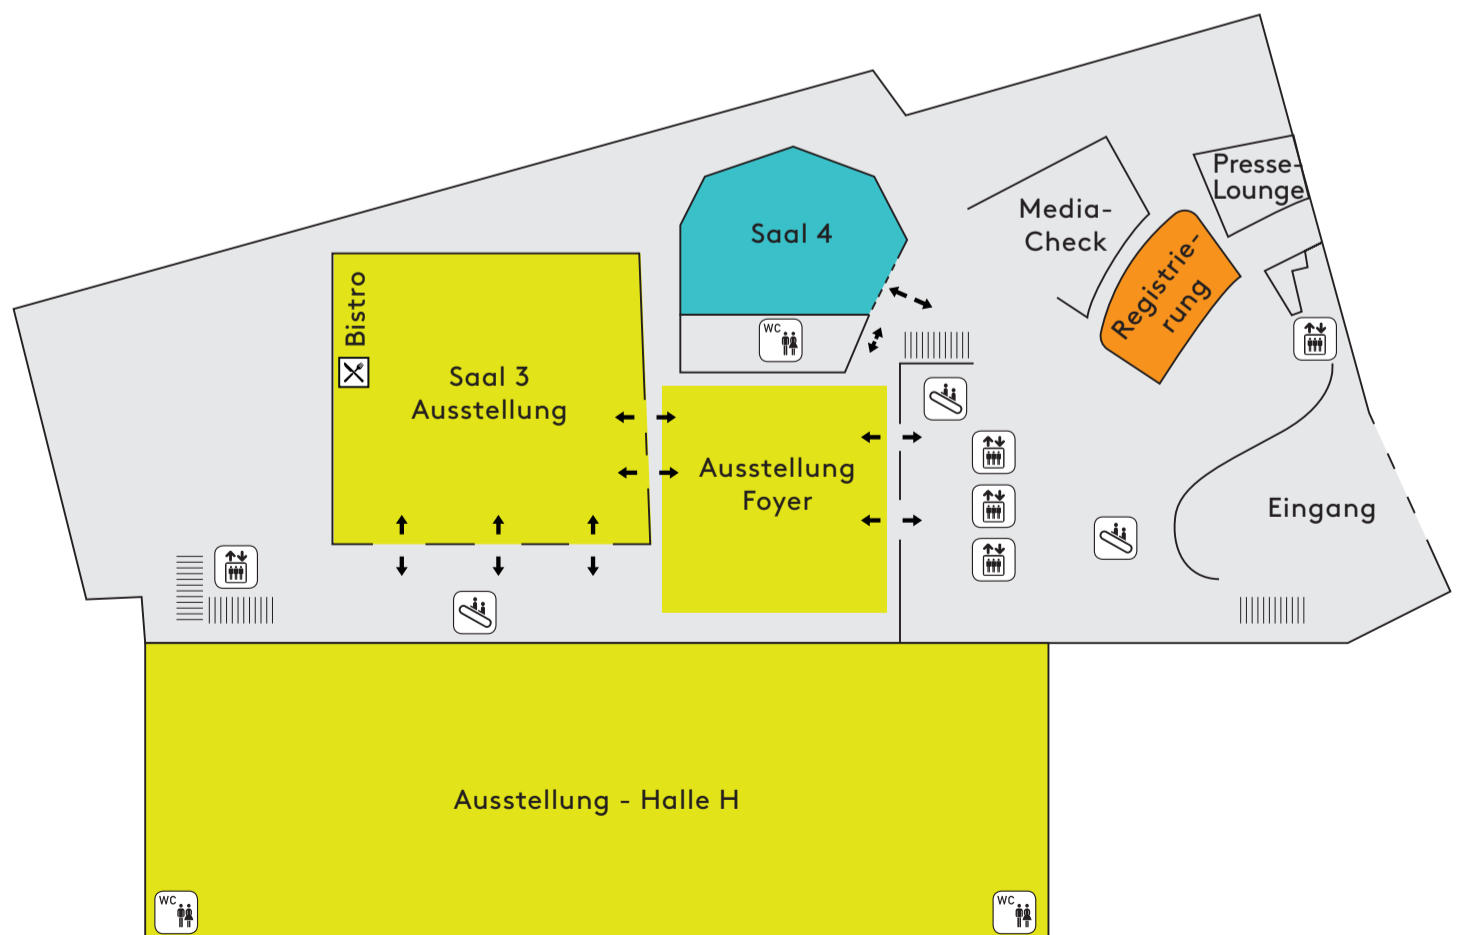 Presse-
Lounge
Media-
Check
Registrie-
rung
Saal 4
WC
Bistro
Saal 3
Ausstellung
Ausstellung
Foyer
Eingang
Ausstellung - Halle H
WC
WC